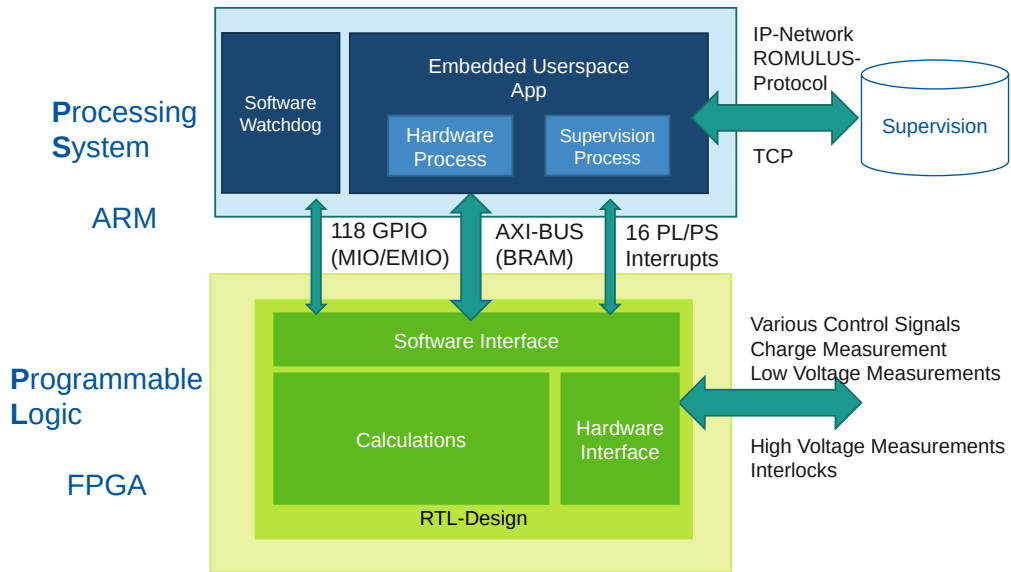 Processing
System
ARM
Software
Watchdog
Embedded Userspace
App
Hardware
Process
Supervision
Process
IP-Network
ROMULUS-
Protocol
TCP
Supervision
118 GPIO
(MIO/EMIO)
AXI-BUS
(BRAM)
16 PL/PS
Interrupts
Programmable
Logic
FPGA
Software Interface
Calculations
Hardware
Interface
RTL-Design
Various Control Signals
Charge Measurement
Low Voltage Measurements
High Voltage Measurements
Interlocks